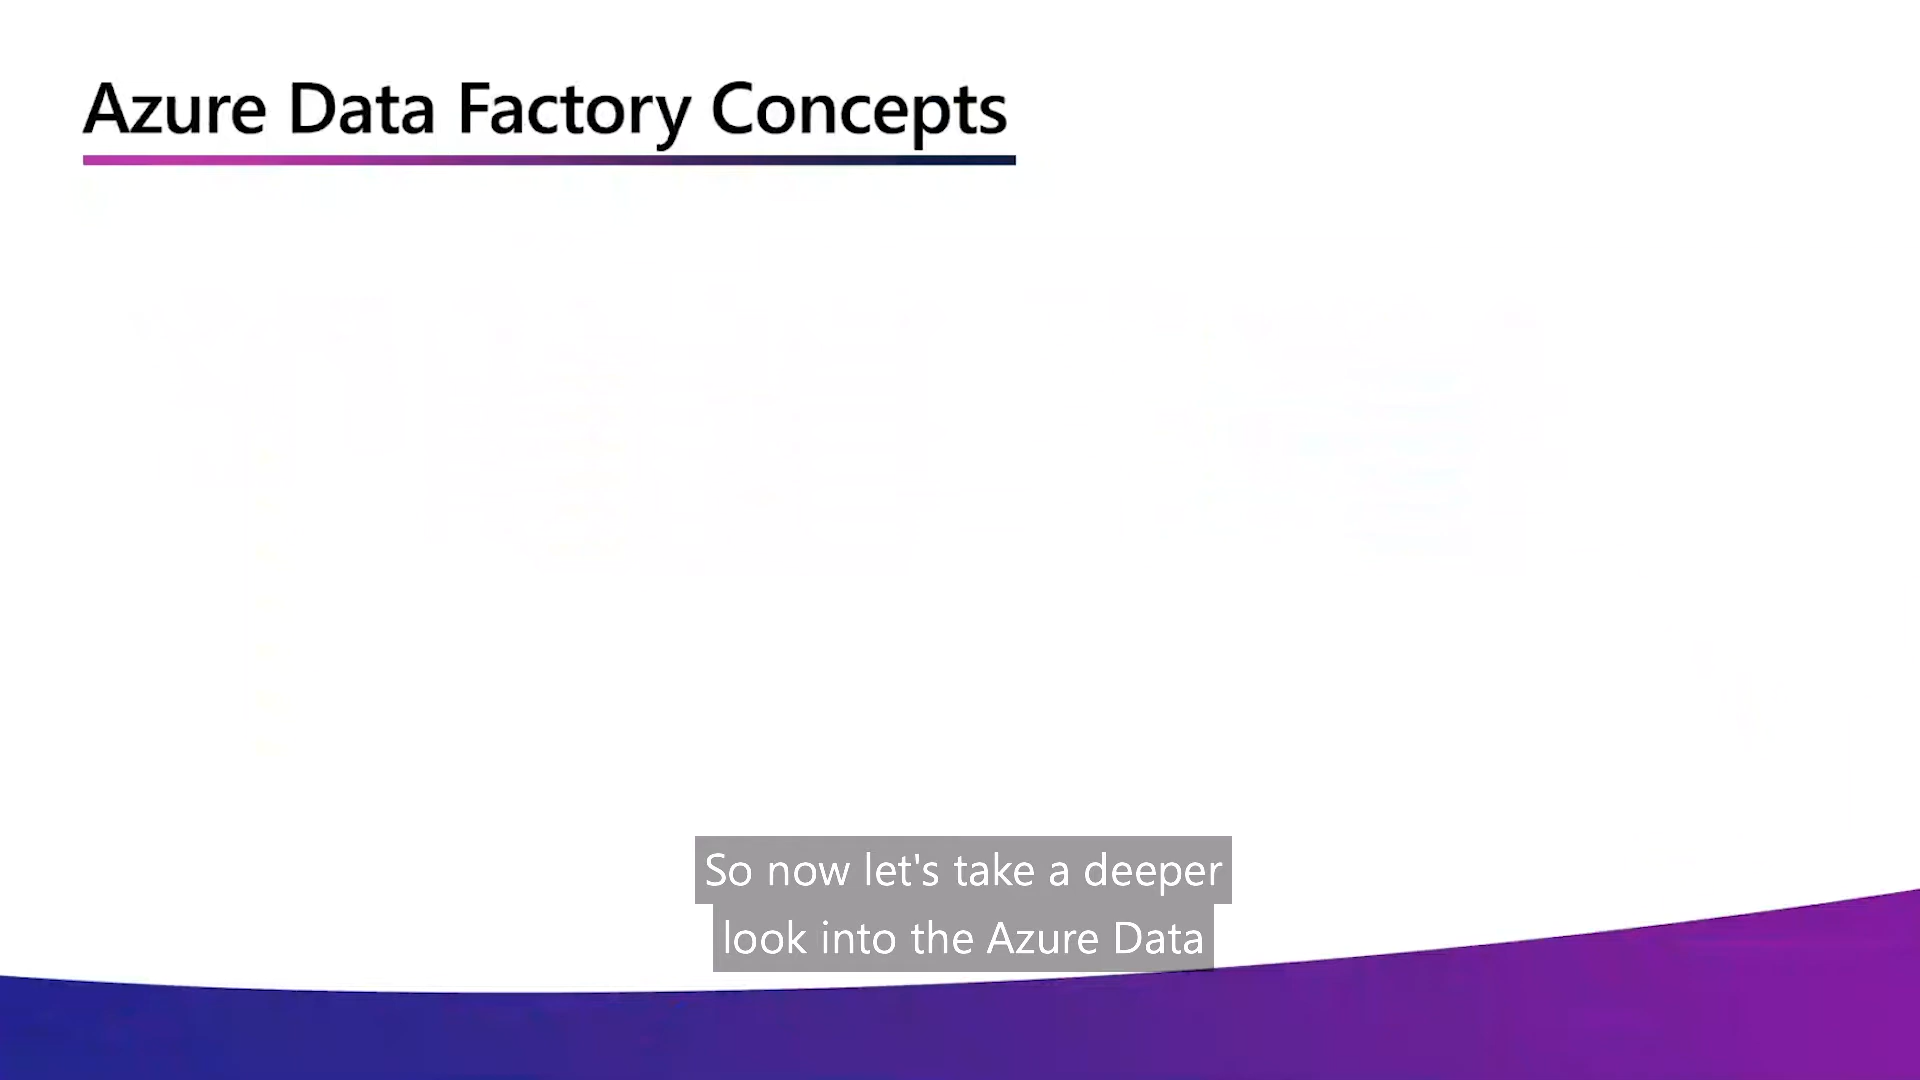 Azure Data Factory Concepts
So now let's take a deeper
look into the Azure Data